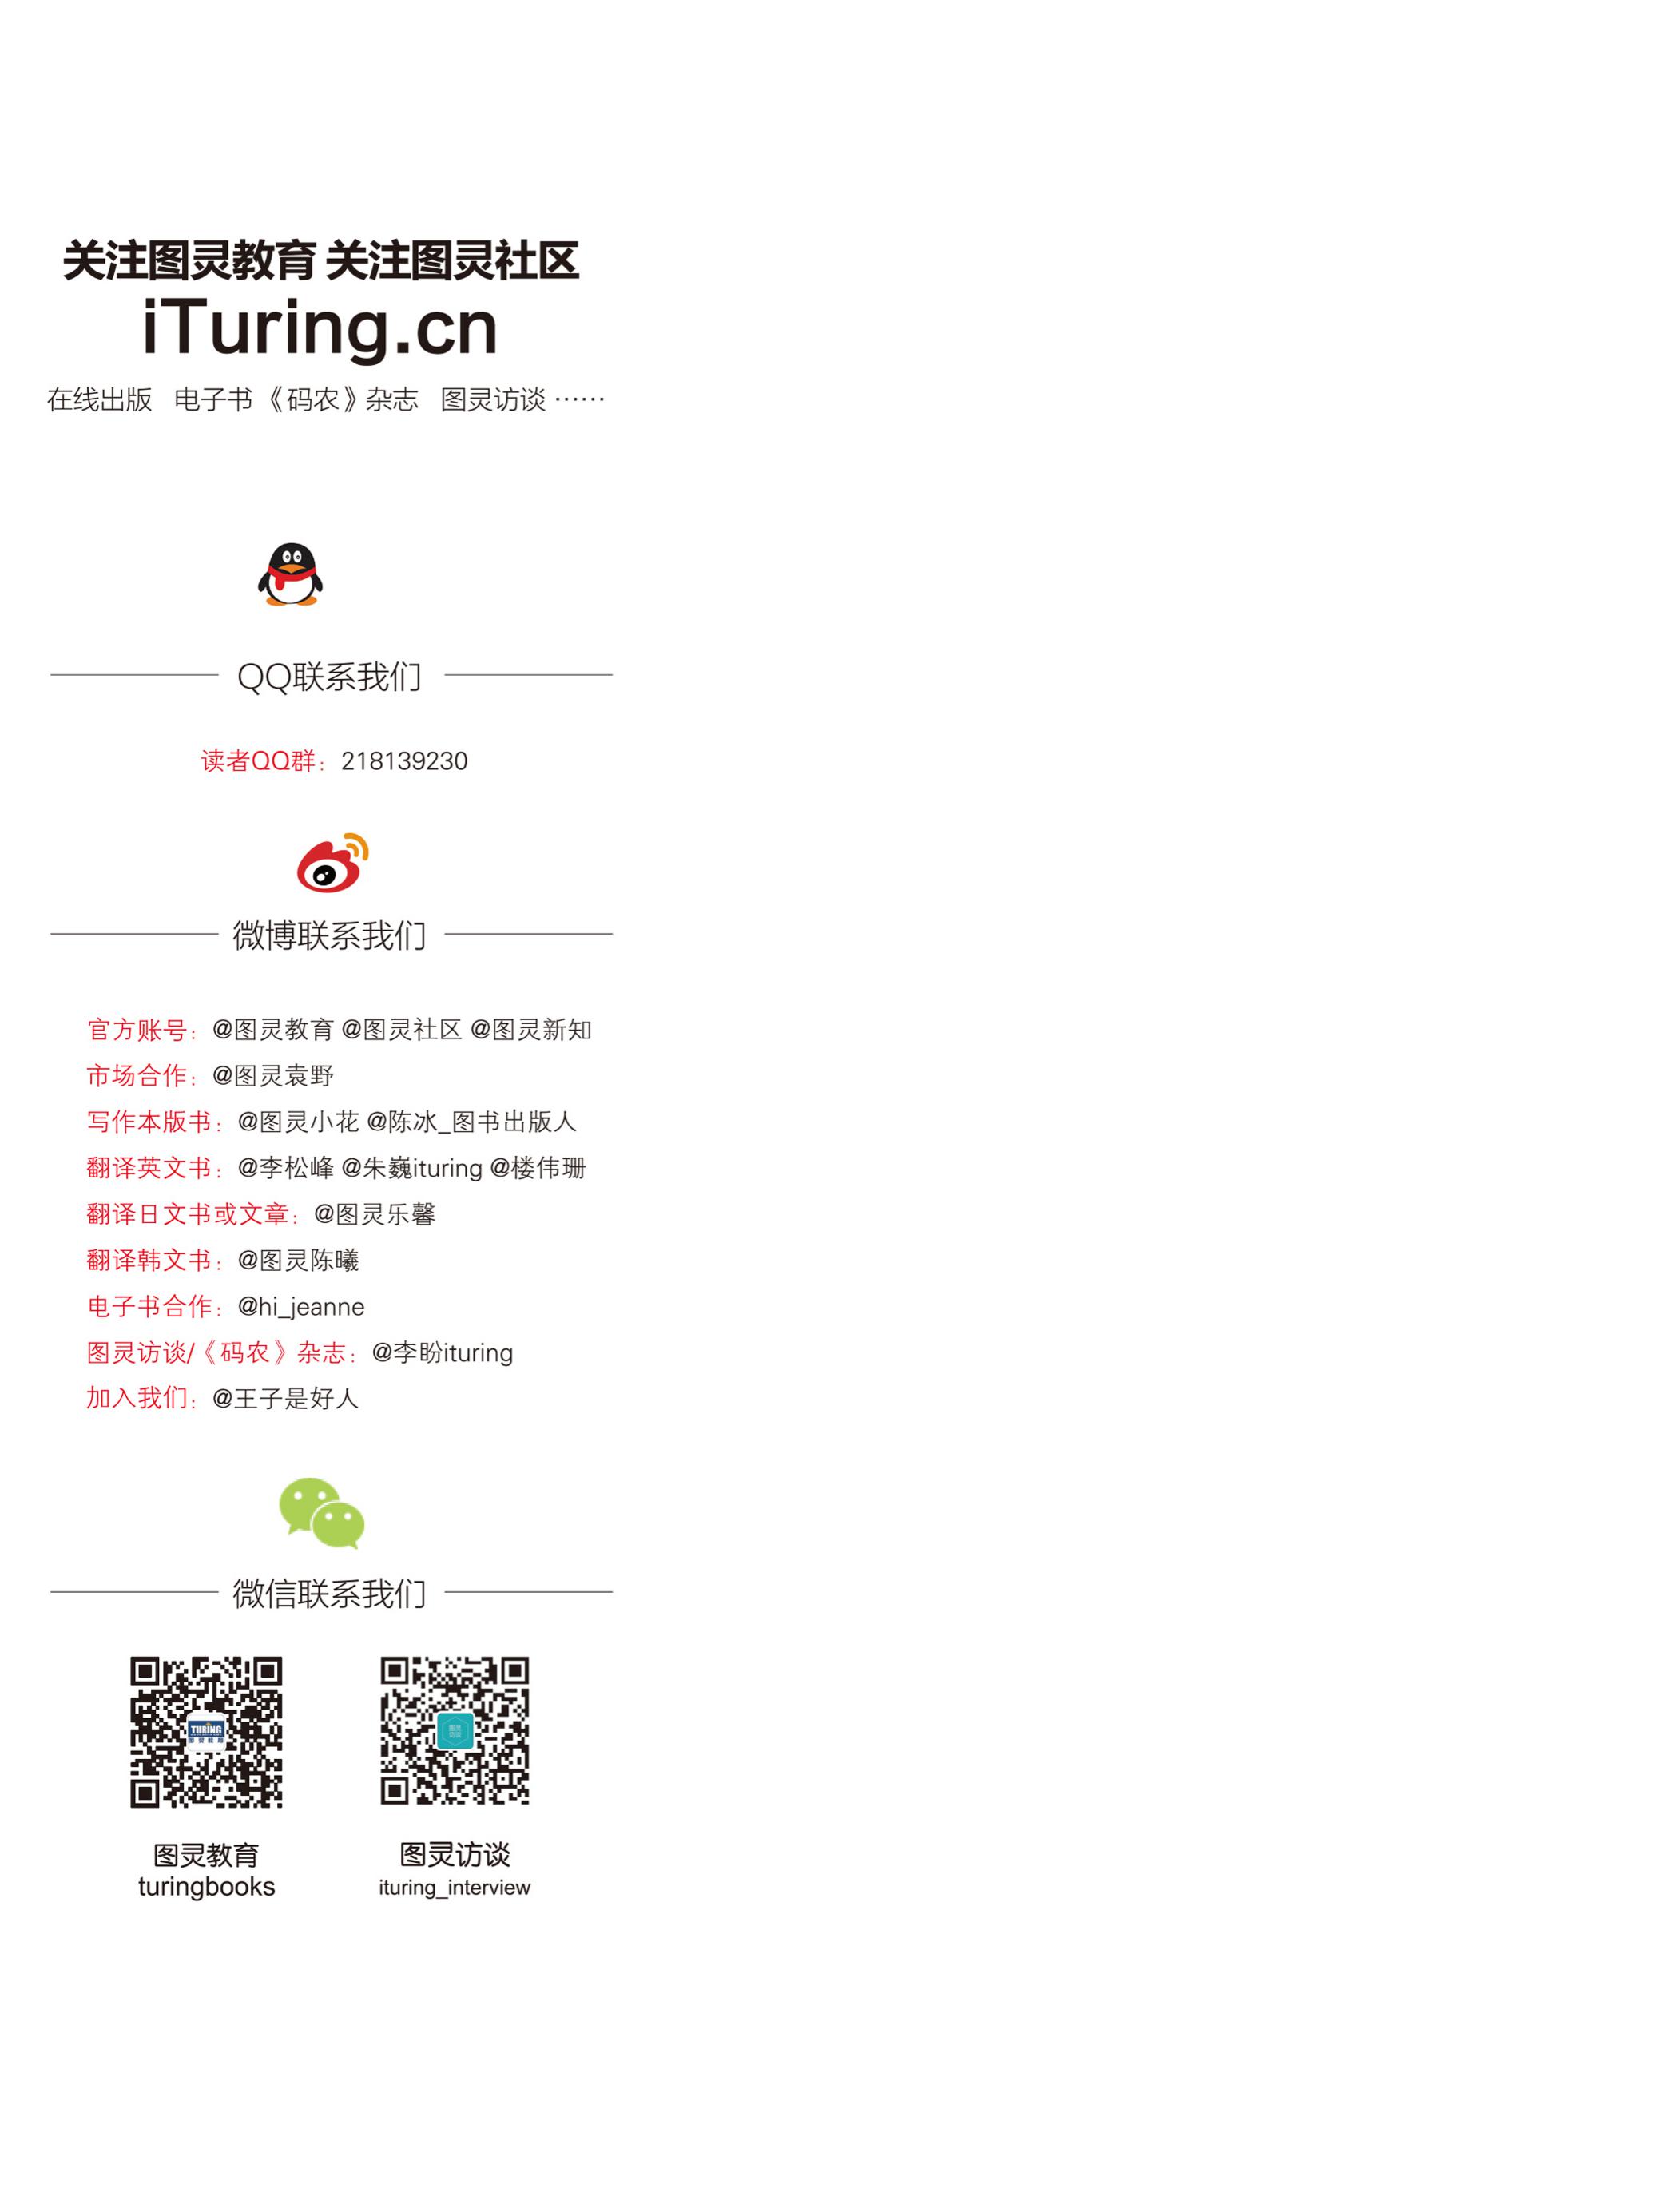 关注图灵教育 关注图灵社区
iTuring.cn
在线出版 电子书 《码农》杂志 图灵访谈 ……
QQ联系我们
读者QQ群：218139230
微博联系我们
官方账号：@图灵教育 @图灵社区 @图灵新知
市场合作：@图灵袁野
写作本版书：@图灵小花 @陈冰_图书出版人
翻译英文书：@李松峰 @朱巍ituring @楼伟珊
翻译日文书或文章：@图灵乐馨
翻译韩文书：@图灵陈曦
电子书合作：@hi_jeanne
图灵访谈/《码农》杂志：@李盼ituring
加入我们：@王子是好人
微信联系我们
TURING
图灵教育
图灵
访谈
图灵教育
turingbooks
图灵访谈
ituring_interview